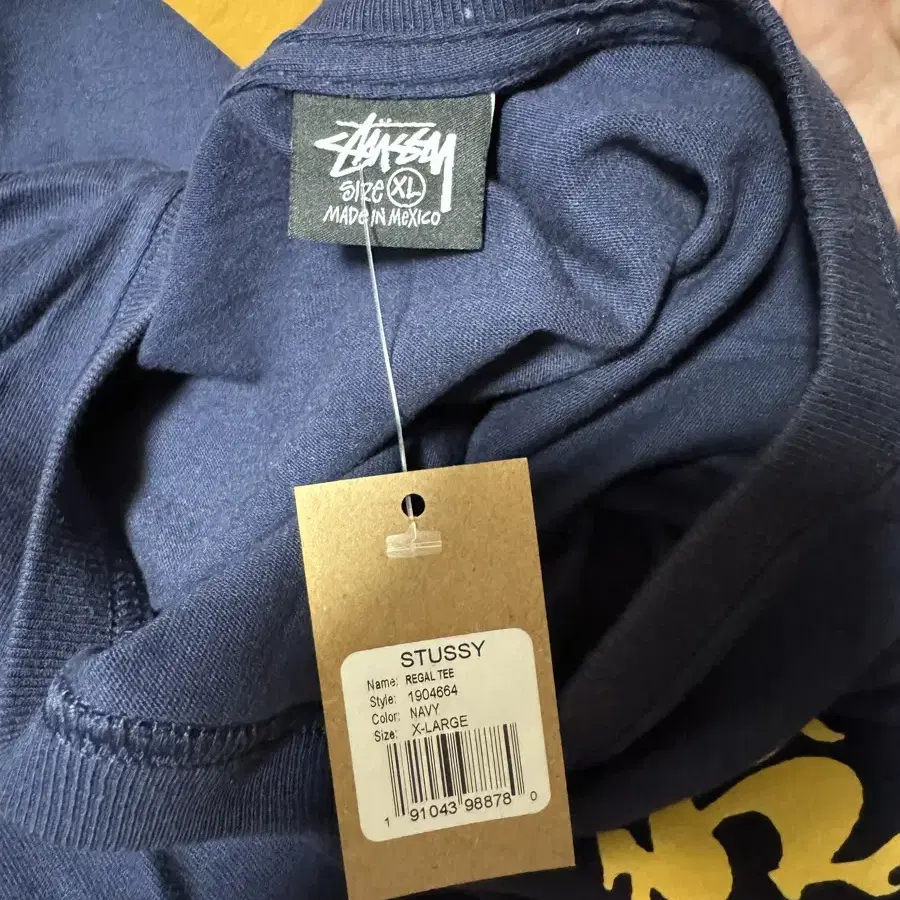 STÜSSY
SIZE XL
MADE IN MEXICO
STUSSY
Name: REGAL TEE
Style: 1904664
Color: NAVY
Size: X-LARGE
1 91043 98878 0